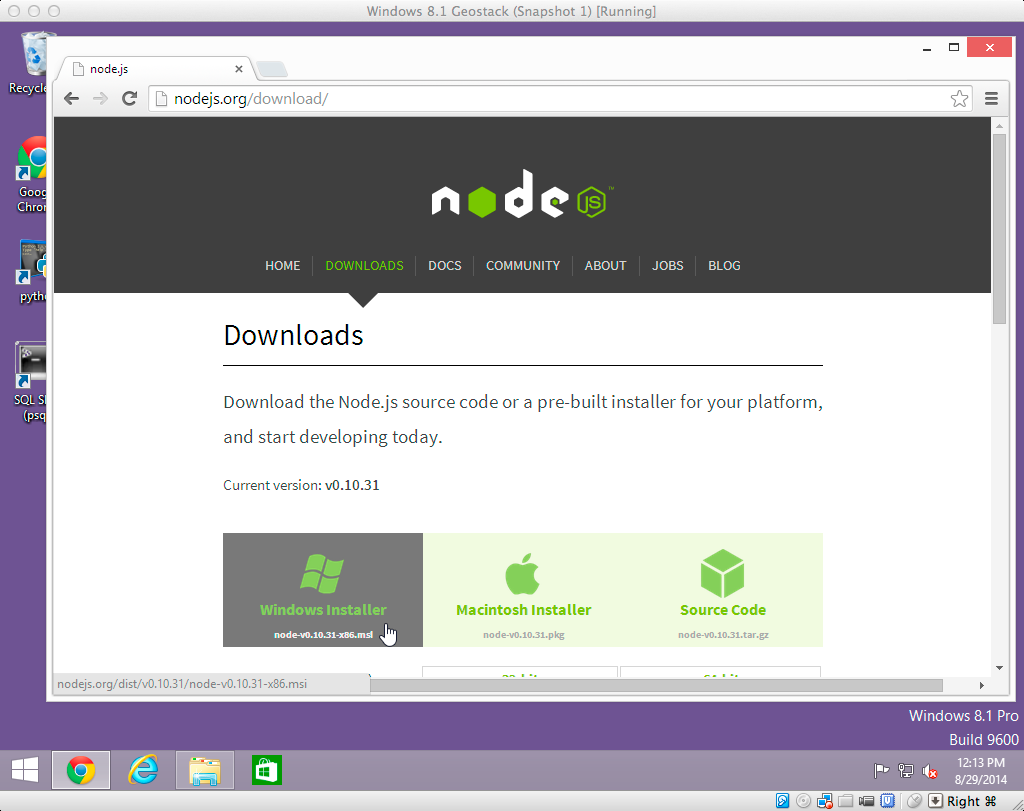 Windows 8.1 Geostack (Snapshot 1) [Running]
node.js
nodejs.org/download/
node JS ™
HOME
DOWNLOADS
DOCS
COMMUNITY
ABOUT
JOBS
BLOG
Downloads
Download the Node.js source code or a pre-built installer for your platform,
and start developing today.
Current version: v0.10.31
Windows Installer
node-v0.10.31-x86.msi
Macintosh Installer
node-v0.10.31.pkg
Source Code
node-v0.10.31.tar.gz
nodejs.org/dist/v0.10.31/node-v0.10.31-x86.msi
Recycle
Goog
Chrom
pytho
SQL S
(psq
Windows 8.1 Pro
Build 9600
12:13 PM
8/29/2014
Right ⌘